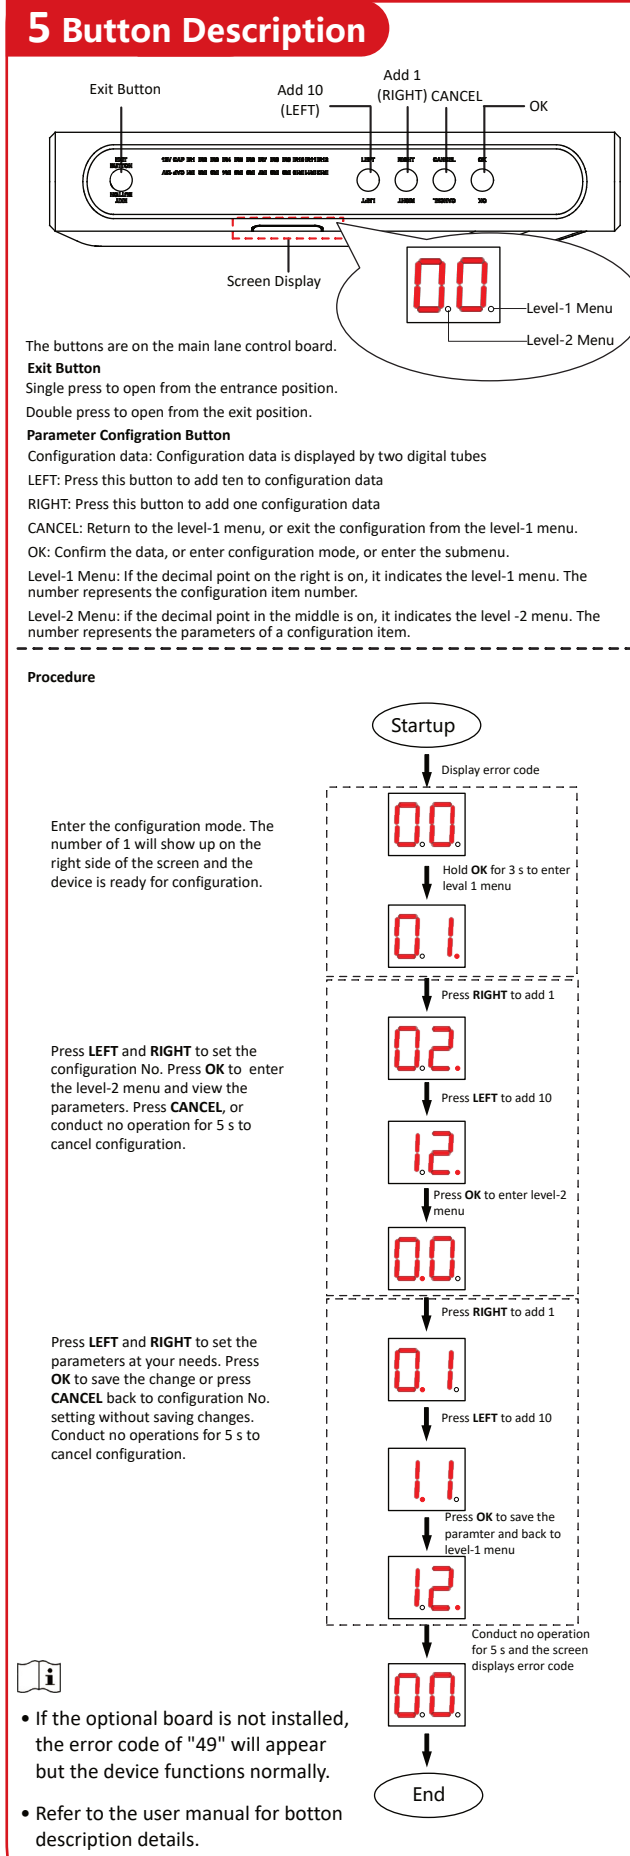 5 Button Description
Exit Button
Add 10
(LEFT)
Add 1
(RIGHT)
CANCEL
OK
EXIT
BUTTON
LEFT
RIGHT
CANCEL
OK
Screen Display
00
Level-1 Menu
Level-2 Menu
The buttons are on the main lane control board.
Exit Button
Single press to open from the entrance position.
Double press to open from the exit position.
Parameter Configration Button
Configuration data: Configuration data is displayed by two digital tubes
LEFT: Press this button to add ten to configuration data
RIGHT: Press this button to add one configuration data
CANCEL: Return to the level-1 menu, or exit the configuration from the level-1 menu.
OK: Confirm the data, or enter configuration mode, or enter the submenu.
Level-1 Menu: If the decimal point on the right is on, it indicates the level-1 menu. The
number represents the configuration item number.
Level-2 Menu: if the decimal point in the middle is on, it indicates the level -2 menu. The
number represents the parameters of a configuration item.
Procedure
Startup
Display error code
00
Enter the configuration mode. The
number of 1 will show up on the
right side of the screen and the
device is ready for configuration.
Hold OK for 3 s to enter
leval 1 menu
01.
Press RIGHT to add 1
02.
Press LEFT and RIGHT to set the
configuration No. Press OK to enter
the level-2 menu and view the
parameters. Press CANCEL, or
conduct no operation for 5 s to
cancel configuration.
Press LEFT to add 10
12.
Press OK to enter level-2
menu
0.0
Press RIGHT to add 1
0.1
Press LEFT and RIGHT to set the
parameters at your needs. Press
OK to save the change or press
CANCEL back to configuration No.
setting without saving changes.
Conduct no operations for 5 s to
cancel configuration.
Press LEFT to add 10
1.1
Press OK to save the
paramter and back to
level-1 menu
12.
Conduct no operation
for 5 s and the screen
displays error code
00
End
i
• If the optional board is not installed,
the error code of "49" will appear
but the device functions normally.
• Refer to the user manual for botton
description details.